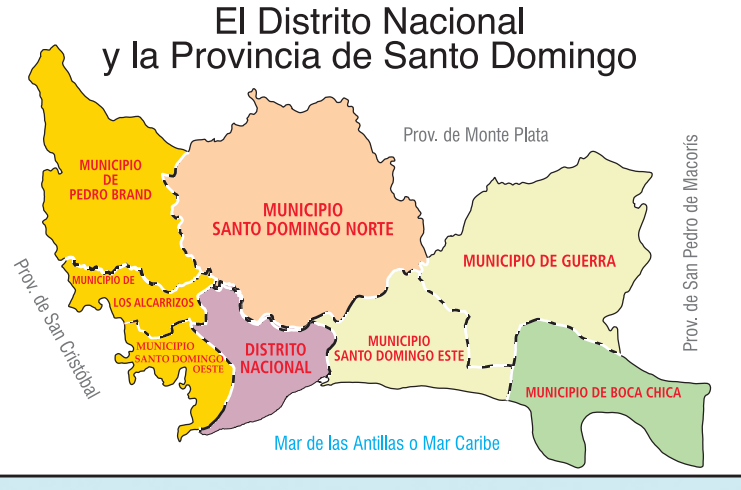 El Distrito Nacional
y la Provincia de Santo Domingo
Prov. de Monte Plata
Prov. de San Pedro de Macorís
MUNICIPIO
DE
PEDRO BRAND
MUNICIPIO
SANTO DOMINGO NORTE
MUNICIPIO DE GUERRA
MUNICIPIO DE
LOS ALCARRIZOS
Prov. de San Cristóbal
MUNICIPIO
SANTO DOMINGO
OESTE
DISTRITO
NACIONAL
MUNICIPIO
SANTO DOMINGO ESTE
MUNICIPIO DE BOCA CHICA
Mar de las Antillas o Mar Caribe